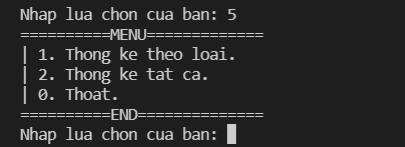 Nhap lua chon cua ban: 5
==========MENU=============
| 1. Thong ke theo loai.
| 2. Thong ke tat ca.
| 0. Thoat.
==========END==============
Nhap lua chon cua ban: